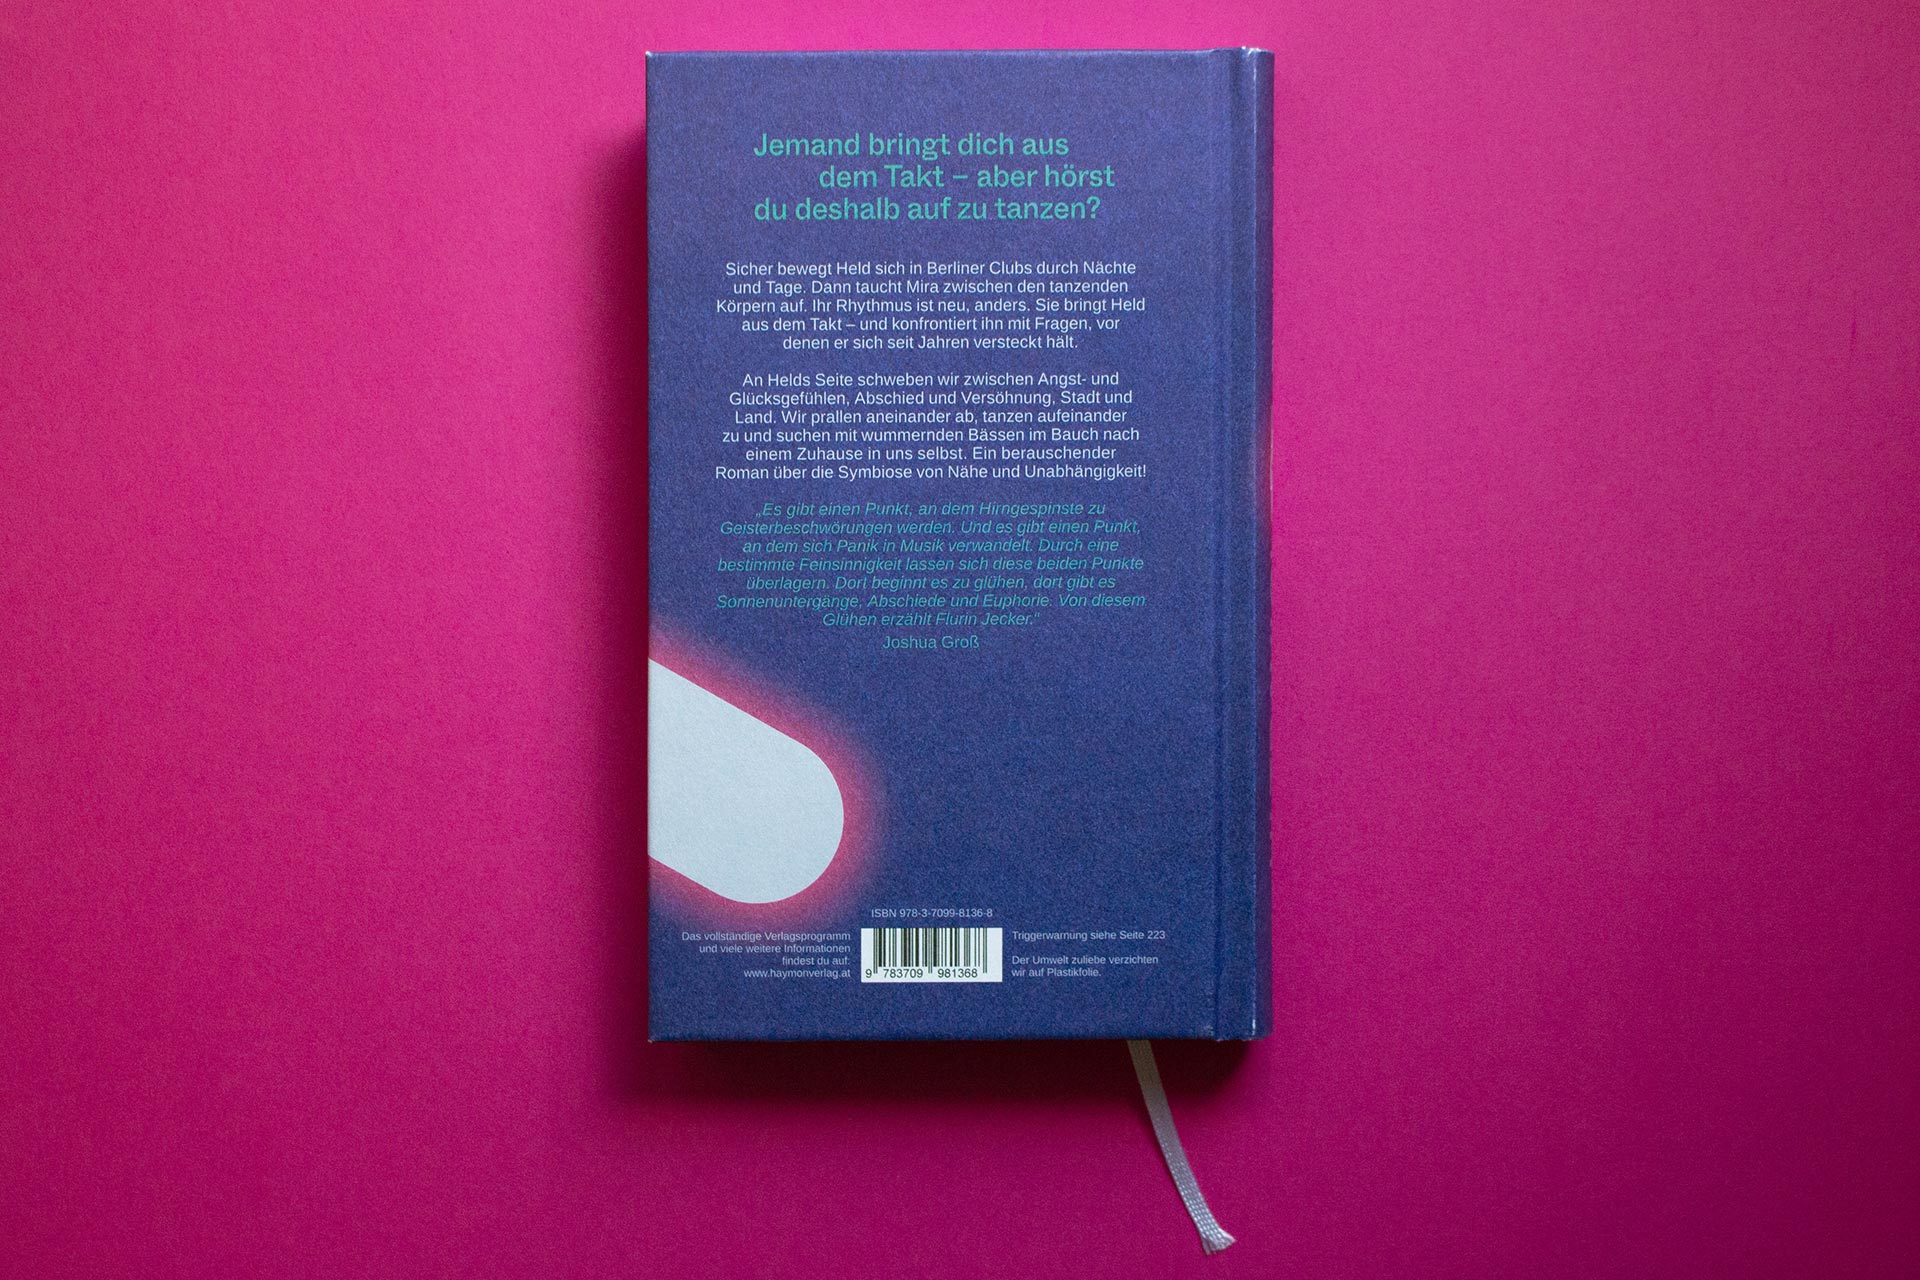 Jemand bringt dich aus
dem Takt – aber hörst
du deshalb auf zu tanzen?
Sicher bewegt Held sich in Berliner Clubs durch Nächte
und Tage. Dann taucht Mira zwischen den tanzenden
Körpern auf. Ihr Rhythmus ist neu, anders. Sie bringt Held
aus dem Takt – und konfrontiert ihn mit Fragen, vor
denen er sich seit Jahren versteckt hält.
An Helds Seite schweben wir zwischen Angst- und
Glücksgefühlen, Abschied und Versöhnung, Stadt und
Land. Wir prallen aneinander ab, tanzen aufeinander
zu und suchen mit wummernden Bässen im Bauch nach
einem Zuhause in uns selbst. Ein berauschender
Roman über die Symbiose von Nähe und Unabhängigkeit!
„Es gibt einen Punkt, an dem Hirngespinste zu
Geisterbeschwörungen werden. Und es gibt einen Punkt,
an dem sich Panik in Musik verwandelt. Durch eine
bestimmte Feinsinnigkeit lassen sich diese beiden Punkte
überlagern. Dort beginnt es zu glühen, dort gibt es
Sonnenuntergänge, Abschiede und Euphorie. Von diesem
Glühen erzählt Flurin Jecker.“
Joshua Groß
ISBN 978-3-7099-8136-8
Das vollständige Verlagsprogramm
und viele weitere Informationen
findest du auf:
www.haymonverlag.at
9 783709 981368
Triggerwarnung siehe Seite 223
Der Umwelt zuliebe verzichten
wir auf Plastikfolie.